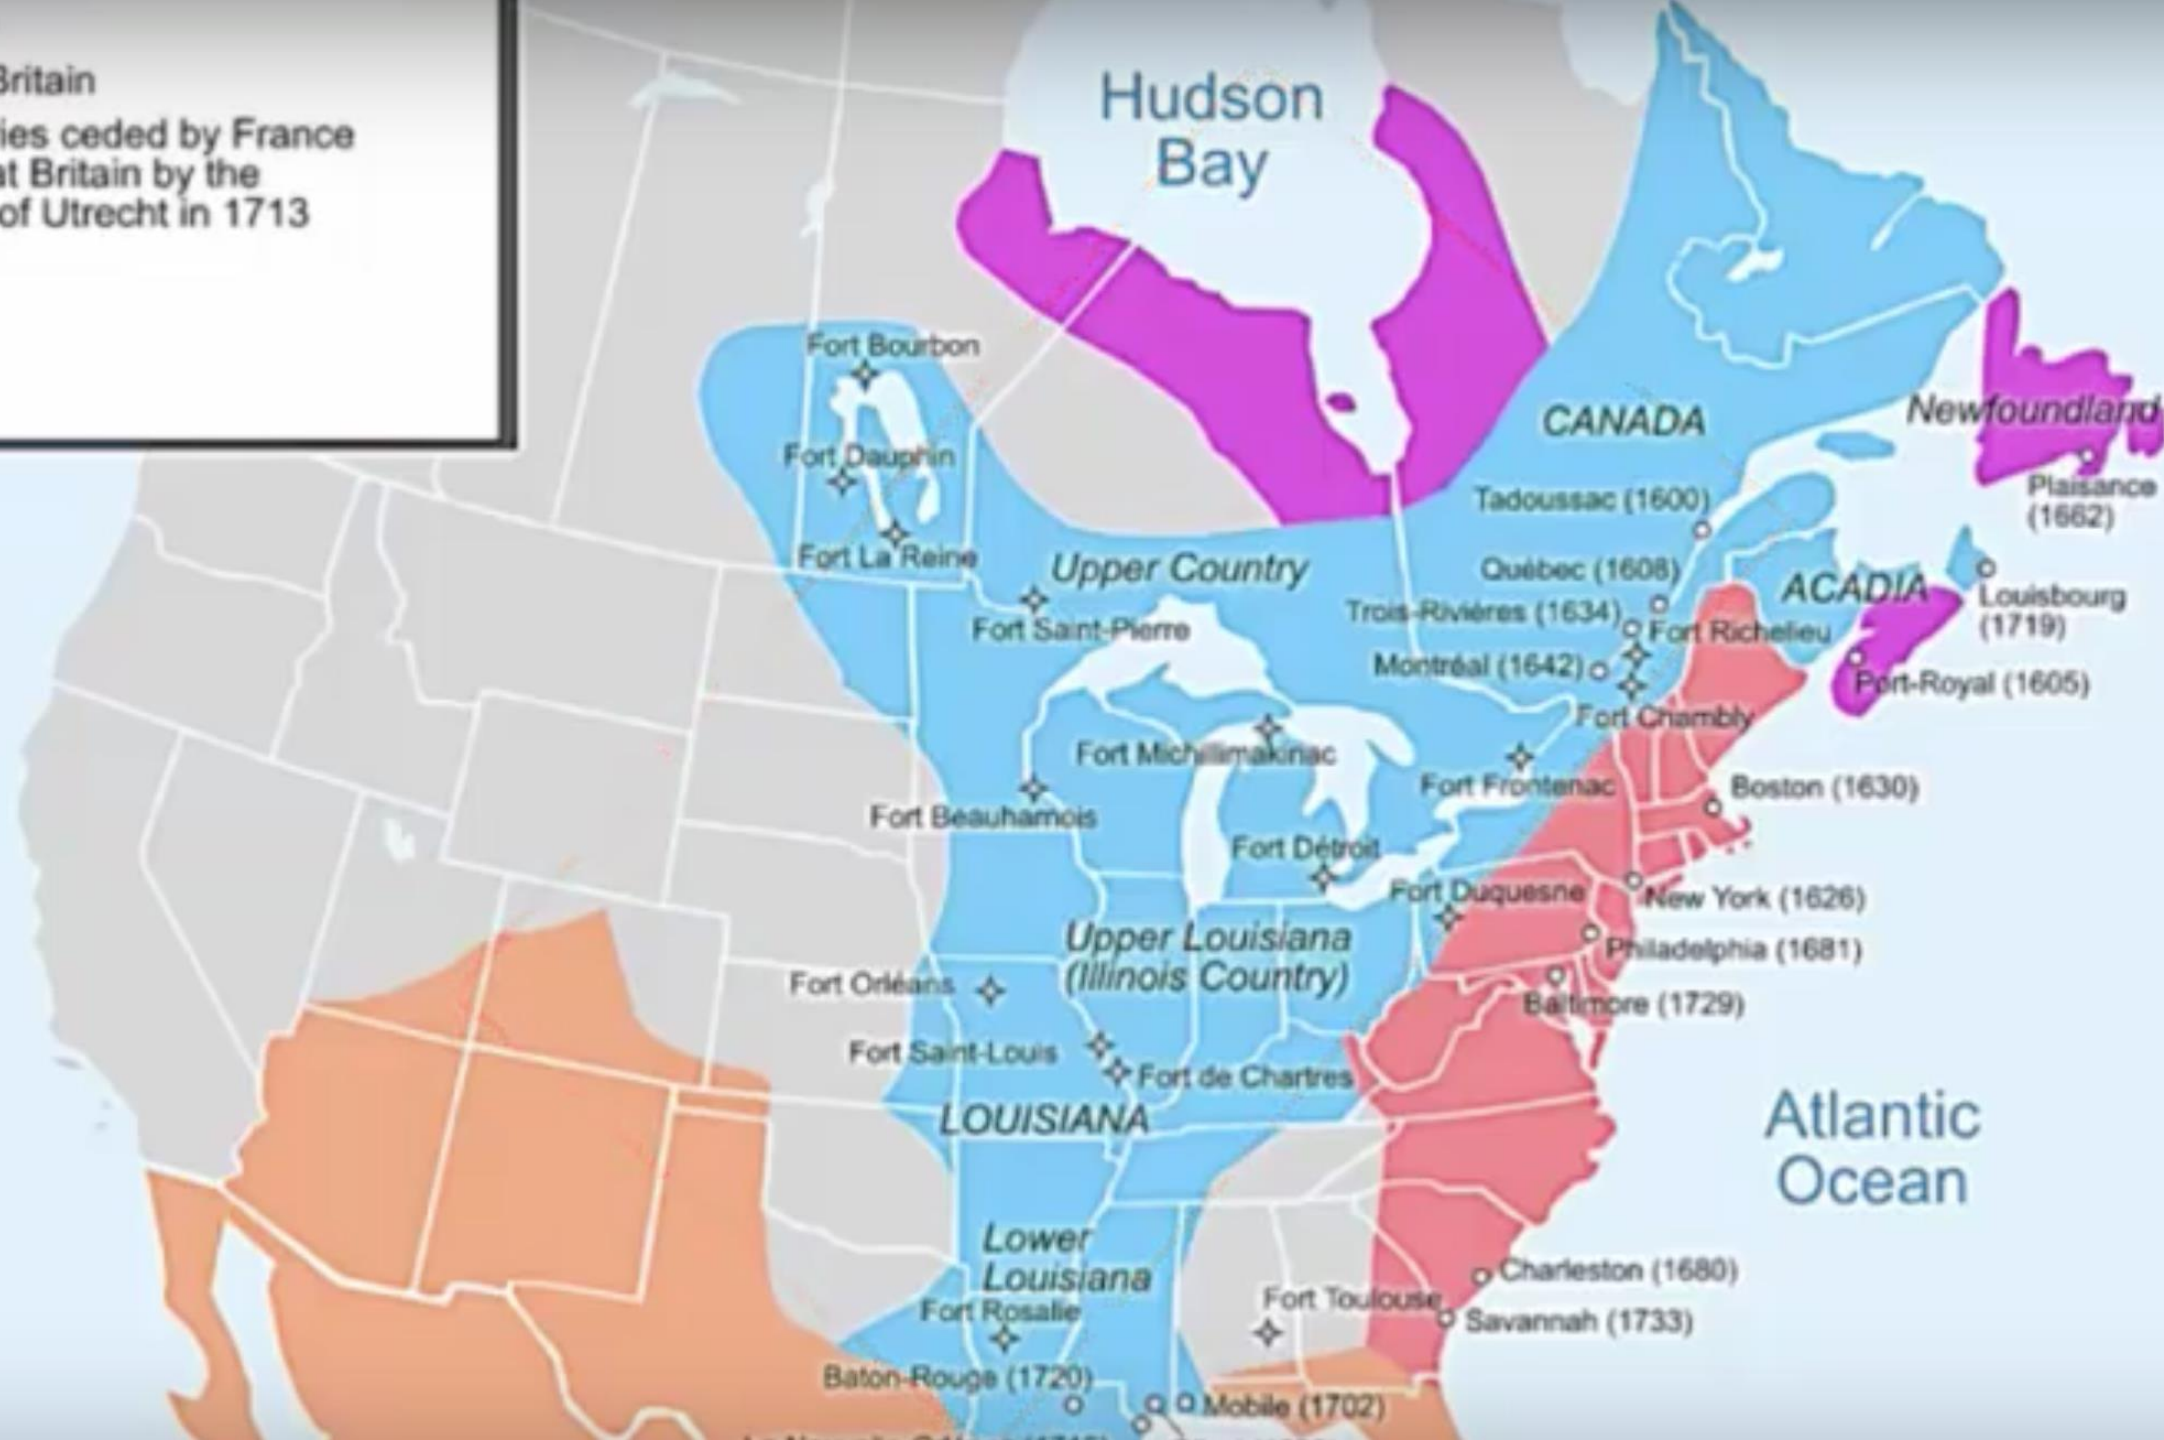 Britain
ies ceded by France
at Britain by the
of Utrecht in 1713
Hudson
Bay
Fort Bourbon
CANADA
Newfoundland
Fort Dauphin
Tadoussac (1600)
Plaisance
(1662)
Fort La Reine
Upper Country
Québec (1608)
ACADIA
Louisbourg
(1719)
Trois-Rivières (1634)
Fort Richelieu
Fort Saint-Pierre
Montréal (1642)
Port-Royal (1605)
Fort Chambly
Fort Michillimakinac
Fort Frontenac
Boston (1630)
Fort Beauharnois
Fort Détroit
Fort Duquesne
New York (1626)
Upper Louisiana
(Illinois Country)
Philadelphia (1681)
Fort Orléans
Baltimore (1729)
Fort Saint-Louis
Fort de Chartres
LOUISIANA
Atlantic
Ocean
Lower
Louisiana
Charleston (1680)
Fort Rosalie
Fort Toulouse
Savannah (1733)
Baton-Rouge (1720)
Mobile (1702)